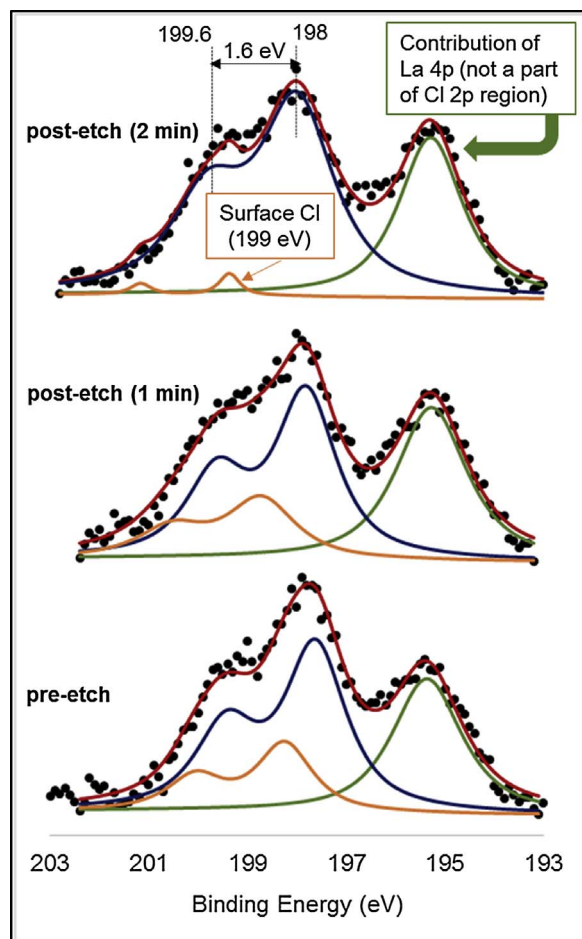 199.6
198
1.6 eV
Contribution of
La 4p (not a part
of Cl 2p region)
post-etch (2 min)
Surface Cl
(199 eV)
post-etch (1 min)
pre-etch
203 201 199 197 195 193
Binding Energy (eV)